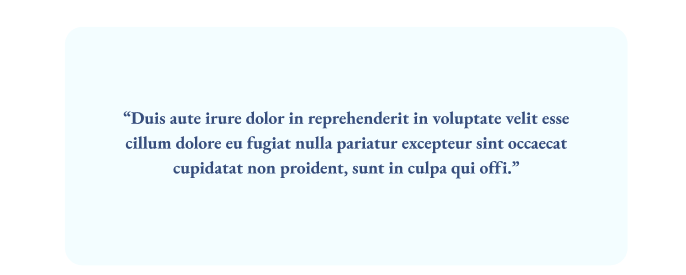 “Duis aute irure dolor in reprehenderit in voluptate velit esse
cillum dolore eu fugiat nulla pariatur excepteur sint occaecat
cupidatat non proident, sunt in culpa qui offi.”